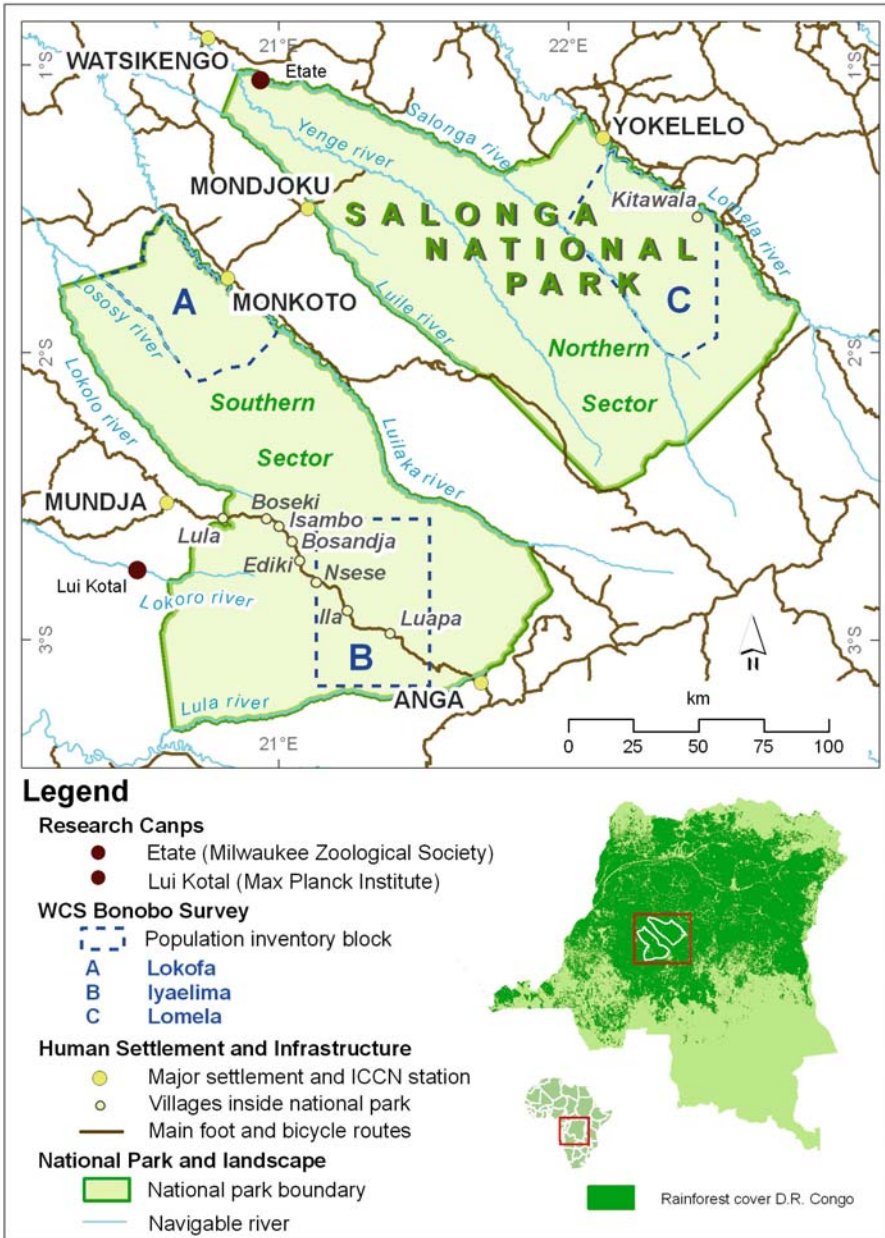 21°E
22°E
1°S
1°S
WATSIKENGO
Etate
Salonga river
Yenge river
YOKELELO
MONDJOKU
Kitawala
Lomela river
SALONGA
NATIONAL
PARK
A
MONKOTO
C
Yososy river
Luile river
2°S
2°S
Northern
Sector
Lokolo river
Southern
Sector
Luilaka river
MUNDJA
Boseki
Isambo
Lula
Bosandja
Ediki
Nsese
Lui Kotal
Lokoro river
Ila
Luapa
3°S
3°S
B
N
Lula river
ANGA
km
0 25 50 75 100
21°E
Legend
Research Canps
Etate (Milwaukee Zoological Society)
Lui Kotal (Max Planck Institute)
WCS Bonobo Survey
Population inventory block
A Lokofa
B Iyaelima
C Lomela
Human Settlement and Infrastructure
Major settlement and ICCN station
Villages inside national park
Main foot and bicycle routes
National Park and landscape
National park boundary
Navigable river
Rainforest cover D.R. Congo